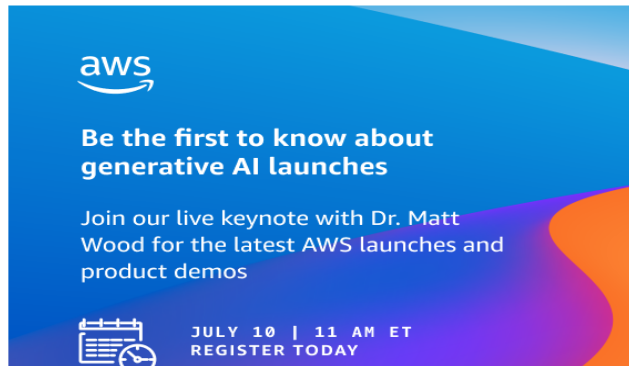 aws
Be the first to know about
generative AI launches
Join our live keynote with Dr. Matt
Wood for the latest AWS launches and
product demos
JULY 10 | 11 AM ET
REGISTER TODAY